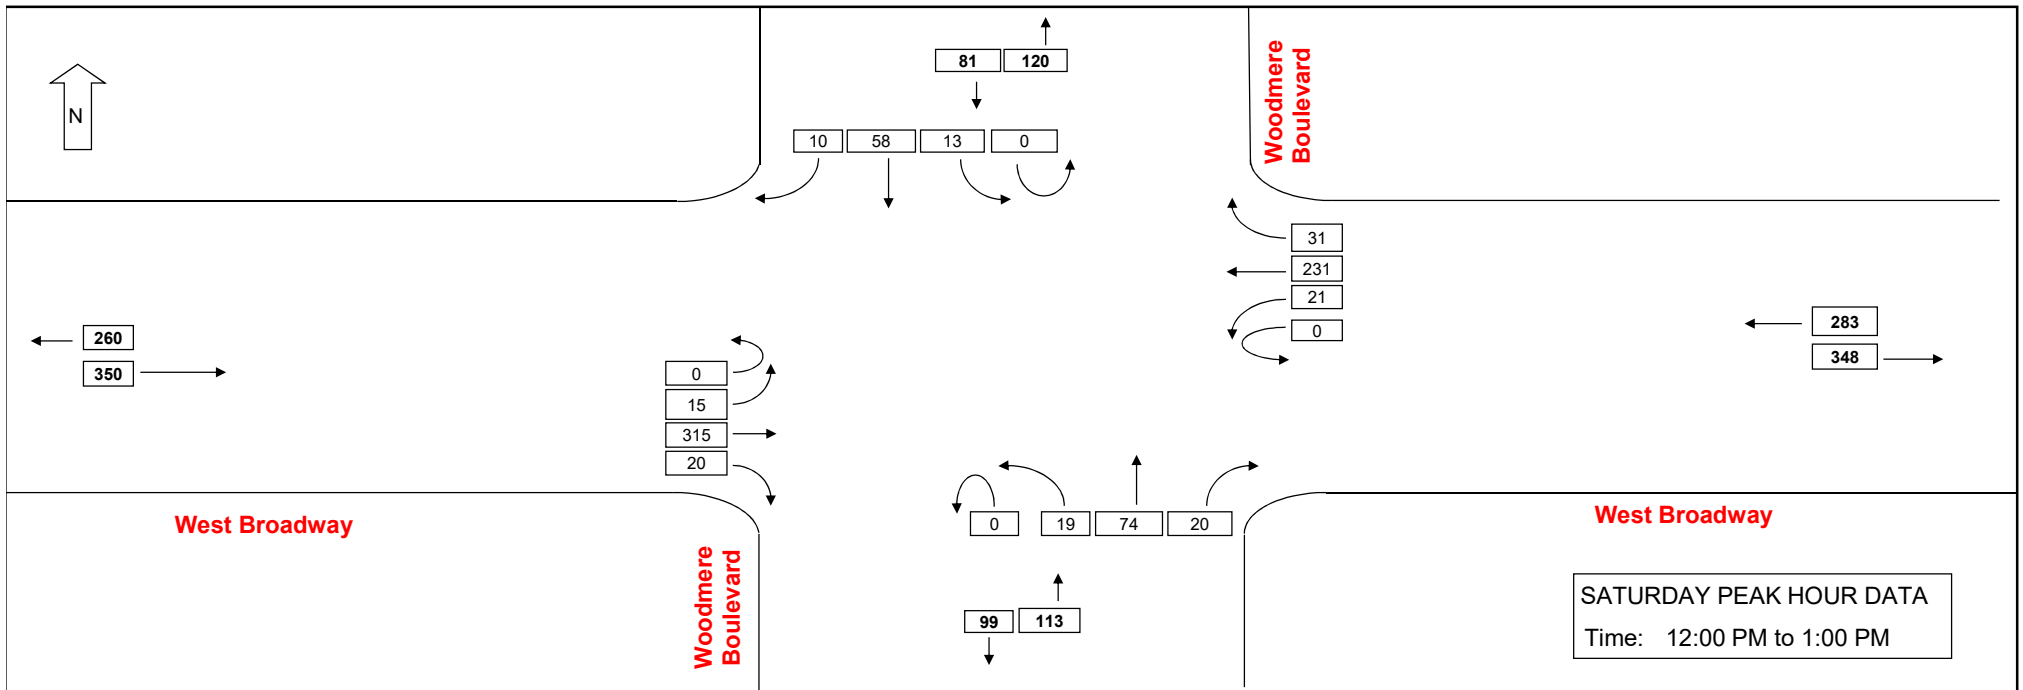 81 120
N
Woodmere
Boulevard
10 58 13 0
31
231
21
0
260
350
283
348
0
15
315
20
0 19 74 20
West Broadway
West Broadway
Woodmere
Boulevard
99 113
SATURDAY PEAK HOUR DATA
Time: 12:00 PM to 1:00 PM